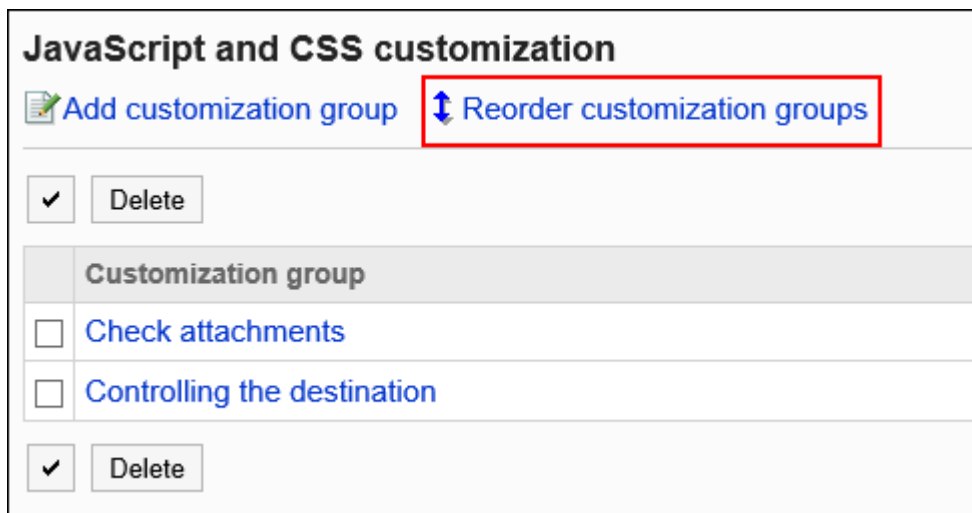 JavaScript and CSS customization
Add customization group Reorder customization groups
Delete
Customization group
Check attachments
Controlling the destination
Delete